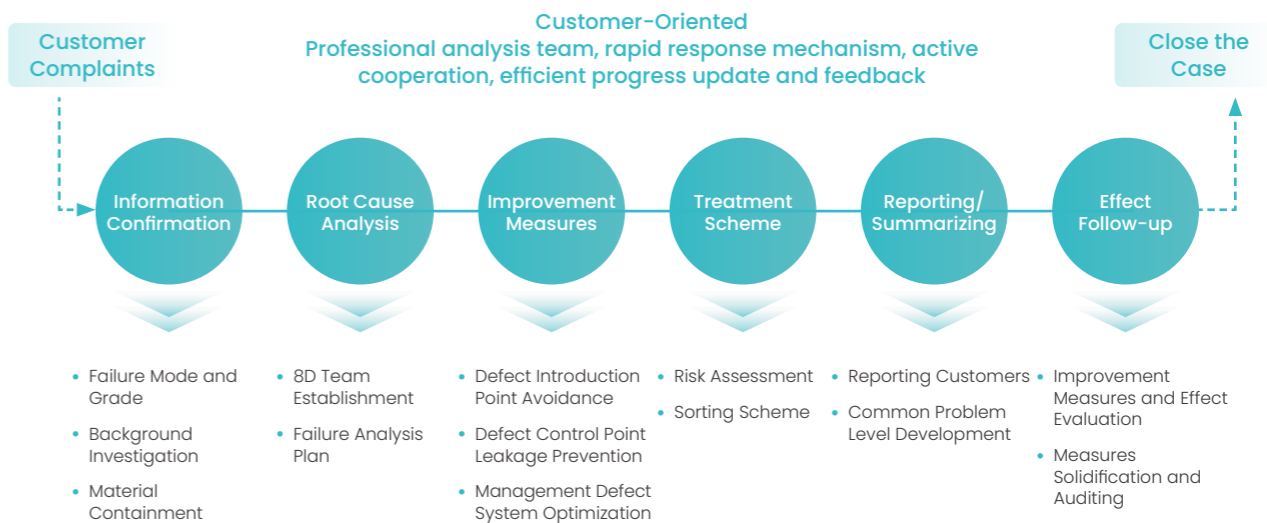 Customer
Complaints
Customer-Oriented
Professional analysis team, rapid response mechanism, active
cooperation, efficient progress update and feedback
Close the
Case
Information
Confirmation
Root Cause
Analysis
Improvement
Measures
Treatment
Scheme
Reporting/
Summarizing
Effect
Follow-up
• Failure Mode and
Grade
• Background
Investigation
• Material
Containment
• 8D Team
Establishment
• Failure Analysis
Plan
• Defect Introduction
Point Avoidance
• Defect Control Point
Leakage Prevention
• Management Defect
System Optimization
• Risk Assessment
• Sorting Scheme
• Reporting Customers
• Common Problem
Level Development
• Improvement
Measures and Effect
Evaluation
• Measures
Solidification and
Auditing